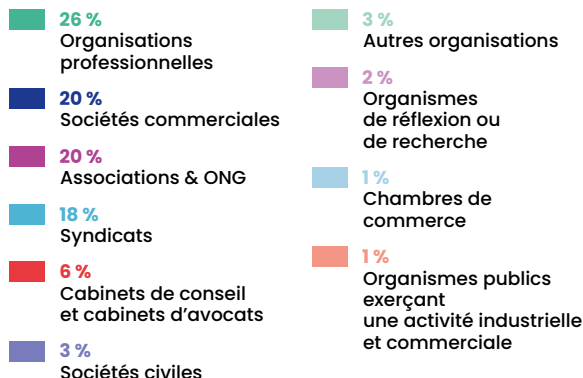 26 %
Organisations
professionnelles
20 %
Sociétés commerciales
20 %
Associations & ONG
18 %
Syndicats
6 %
Cabinets de conseil
et cabinets d'avocats
3 %
Sociétés civiles
3 %
Autres organisations
2 %
Organismes
de réflexion ou
de recherche
1 %
Chambres de
commerce
1 %
Organismes publics
exerçant
une activité industrielle
et commerciale